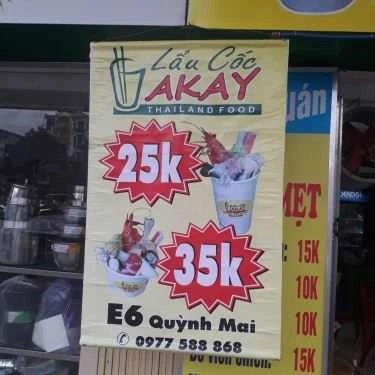 Lẩu Cốc
AKAY
THAILAND FOOD
25k
35k
E6 Quỳnh Mai
0977 588 868
uán
MẸT
15K
10K
10K
15K